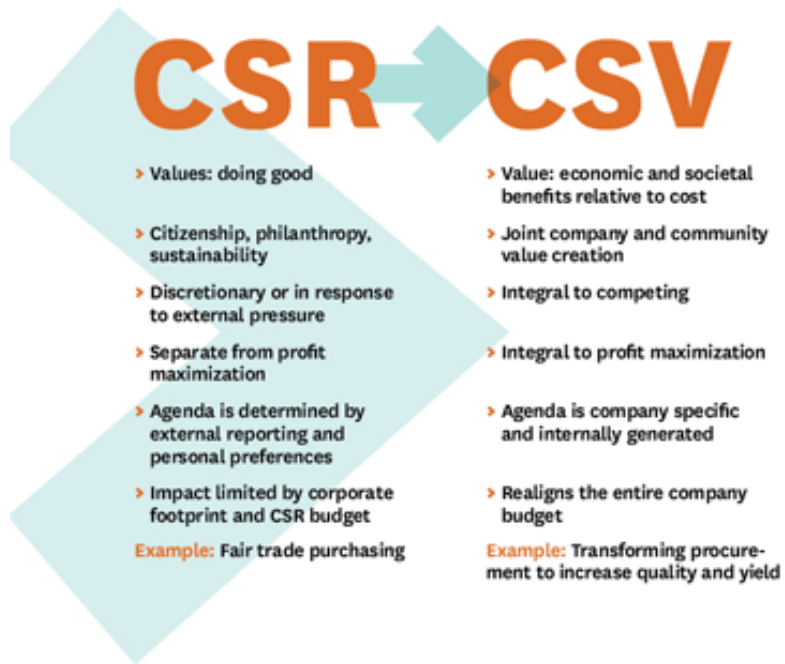 CSR CSV
> Values: doing good
> Value: economic and societal
benefits relative to cost
> Citizenship, philanthropy,
sustainability
> Joint company and community
value creation
> Discretionary or in response
to external pressure
> Integral to competing
> Separate from profit
maximization
> Integral to profit maximization
> Agenda is determined by
external reporting and
personal preferences
> Agenda is company specific
and internally generated
> Impact limited by corporate
footprint and CSR budget
> Realigns the entire company
budget
Example: Fair trade purchasing
Example: Transforming procure-
ment to increase quality and yield